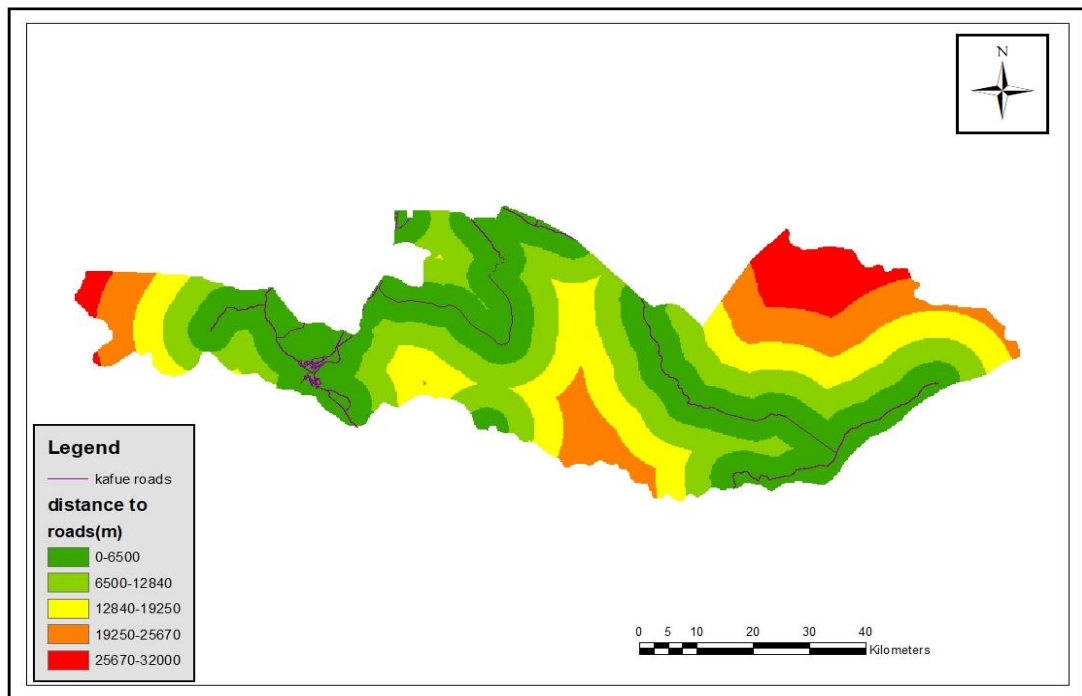 N
Legend
kafue roads
distance to
roads(m)
0-6500
6500-12840
12840-19250
19250-25670
25670-32000
0 5 10 20 30 40
Kilometers